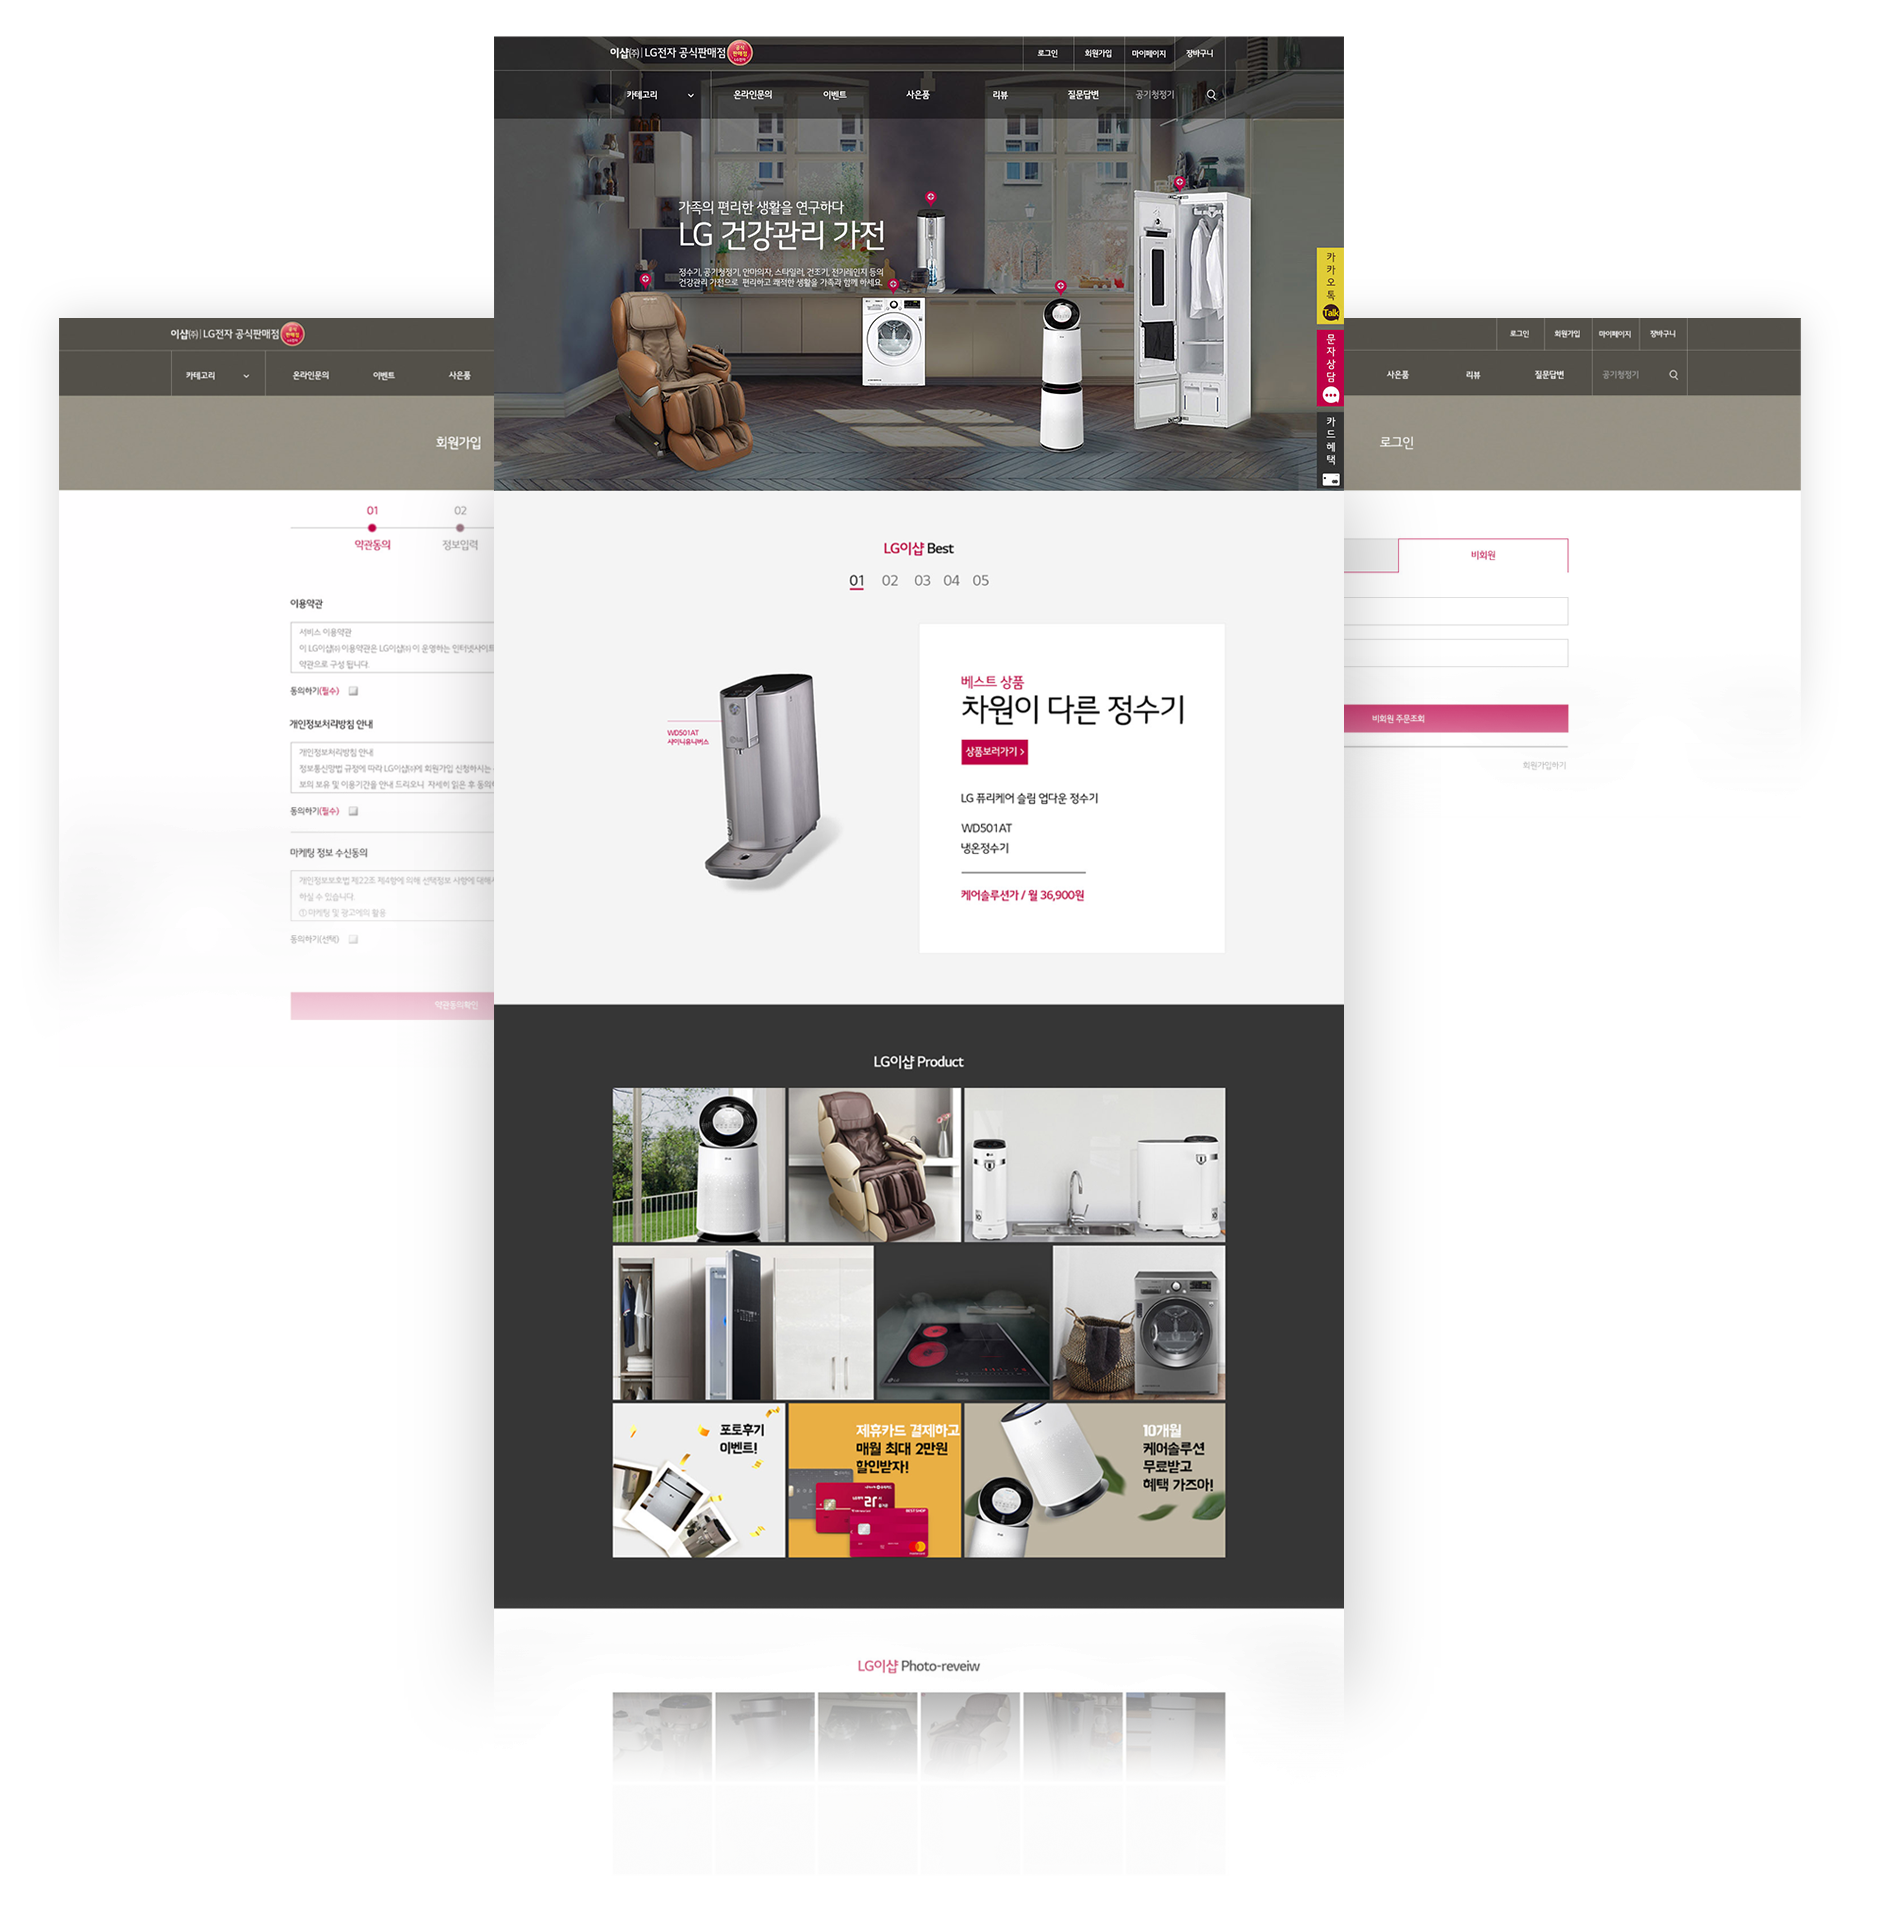 이샵(주) LG전자 공식판매점
공식
판매점
LG전자
로그인 회원가입 마이페이지 장바구니
카테고리 온라인문의 이벤트 사은품 리뷰 질문답변 공기청정기
가족의 편리한 생활을 연구하다
LG 건강관리 가전
정수기, 공기청정기, 안마의자, 스타일러, 건조기, 전기레인지 등의
건강관리 가전으로 편리하고 쾌적한 생활을 가족과 함께 하세요.
카카오톡
Talk
문자상담
카드혜택
LG이샵 Best
01 02 03 04 05
WD501AT
샤이니유니버스
베스트 상품
차원이 다른 정수기
상품보러가기 >
LG 퓨리케어 슬림 업다운 정수기
WD501AT
냉온정수기
케어솔루션가 / 월 36,900원
LG이샵 Product
포토후기
이벤트!
제휴카드 결제하고
매월 최대 2만원
할인받자!
BEST SHOP
10개월
케어솔루션
무료받고
혜택 가즈아!
LG이샵 Photo-reveiw
이샵(주) LG전자 공식판매점
공식
판매점
LG전자
카테고리 온라인문의 이벤트 사은품
회원가입
01 02
약관동의 정보입력
이용약관
서비스 이용약관
이 LG이샵㈜ 이용약관은 LG이샵㈜ 이 운영하는 인터넷사이트
약관으로 구성 됩니다.
동의하기(필수)
개인정보처리방침 안내
개인정보처리방침 안내
정보통신망법 규정에 따라 LG이샵㈜에 회원가입 신청하시는
보의 보유 및 이용기간을 안내 드리오니 자세히 읽은 후 동의
동의하기(필수)
마케팅 정보 수신동의
개인정보보호법 제22조 제4항에 의해 선택정보 사항에 대해
하실 수 있습니다.
① 마케팅 및 광고에의 활용
동의하기(선택)
약관동의확인
로그인 회원가입 마이페이지 장바구니
사은품 리뷰 질문답변 공기청정기
로그인
비회원
비회원 주문조회
회원가입하기